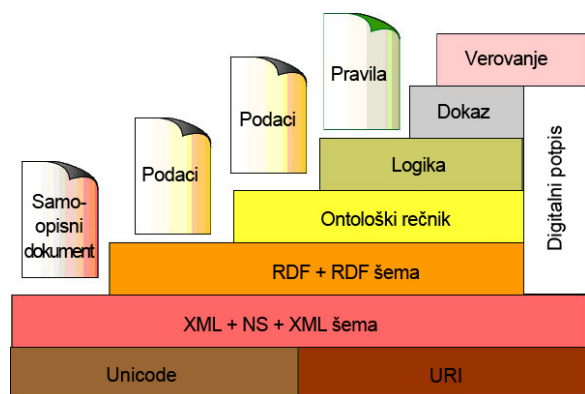 Verovanje
Pravila
Dokaz
Podaci
Logika
Podaci
Ontološki rečnik
Digitalni potpis
Samo-
opisni
dokument
RDF + RDF šema
XML + NS + XML šema
Unicode
URI